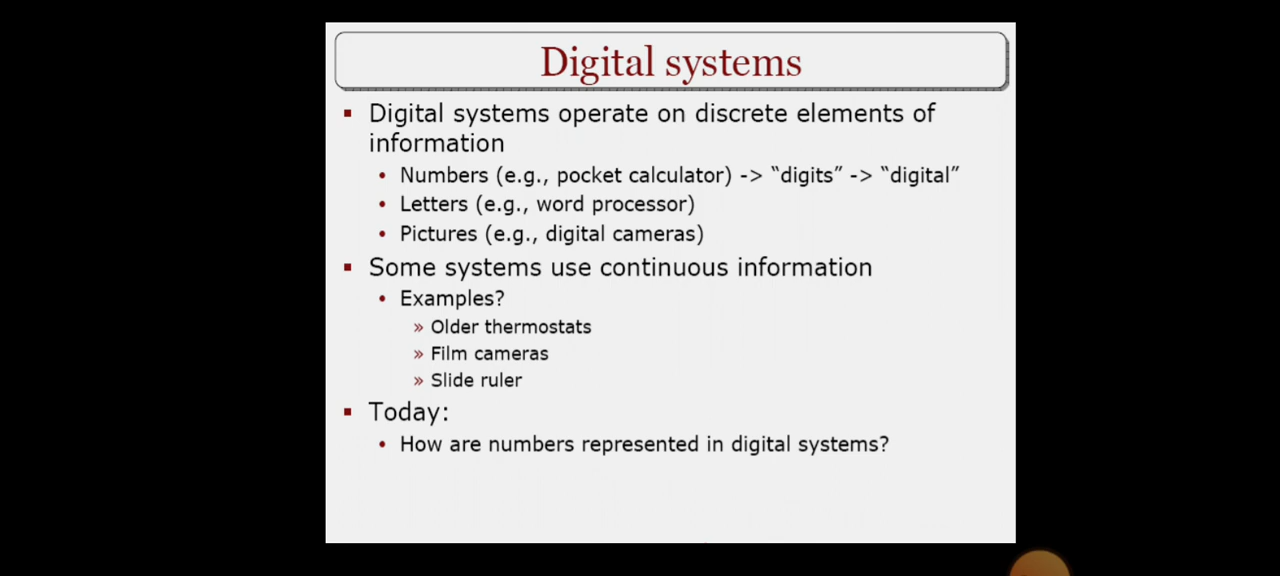 Digital systems
▪ Digital systems operate on discrete elements of
information
• Numbers (e.g., pocket calculator) -> “digits” -> “digital”
• Letters (e.g., word processor)
• Pictures (e.g., digital cameras)
▪ Some systems use continuous information
• Examples?
» Older thermostats
» Film cameras
» Slide ruler
▪ Today:
• How are numbers represented in digital systems?